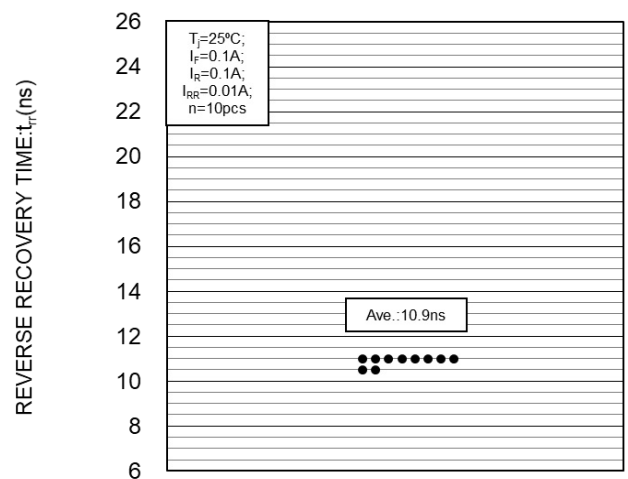 REVERSE RECOVERY TIME:trr(ns)
26
24
22
20
18
16
14
12
10
8
6
Tj=25ºC;
IF=0.1A;
IR=0.1A;
IRR=0.01A;
n=10pcs
Ave.:10.9ns